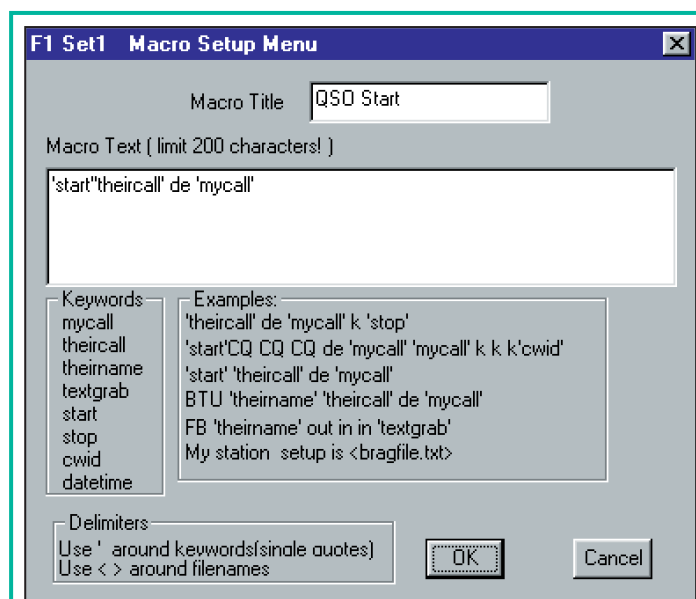 F1 Set1 Macro Setup Menu
Macro Title QSO Start
Macro Text ( limit 200 characters! )
'start''theircall' de 'mycall'
Keywords
mycall
theircall
theirname
textgrab
start
stop
cwid
datetime
Examples:
'theircall' de 'mycall' k 'stop'
'start'CQ CQ CQ de 'mycall' 'mycall' k k k'cwid'
'start' 'theircall' de 'mycall'
BTU 'theirname' 'theircall' de 'mycall'
FB 'theirname' out in in 'textgrab'
My station setup is <bragfile.txt>
Delimiters
Use ' around keywords(single quotes)
Use < > around filenames
OK
Cancel